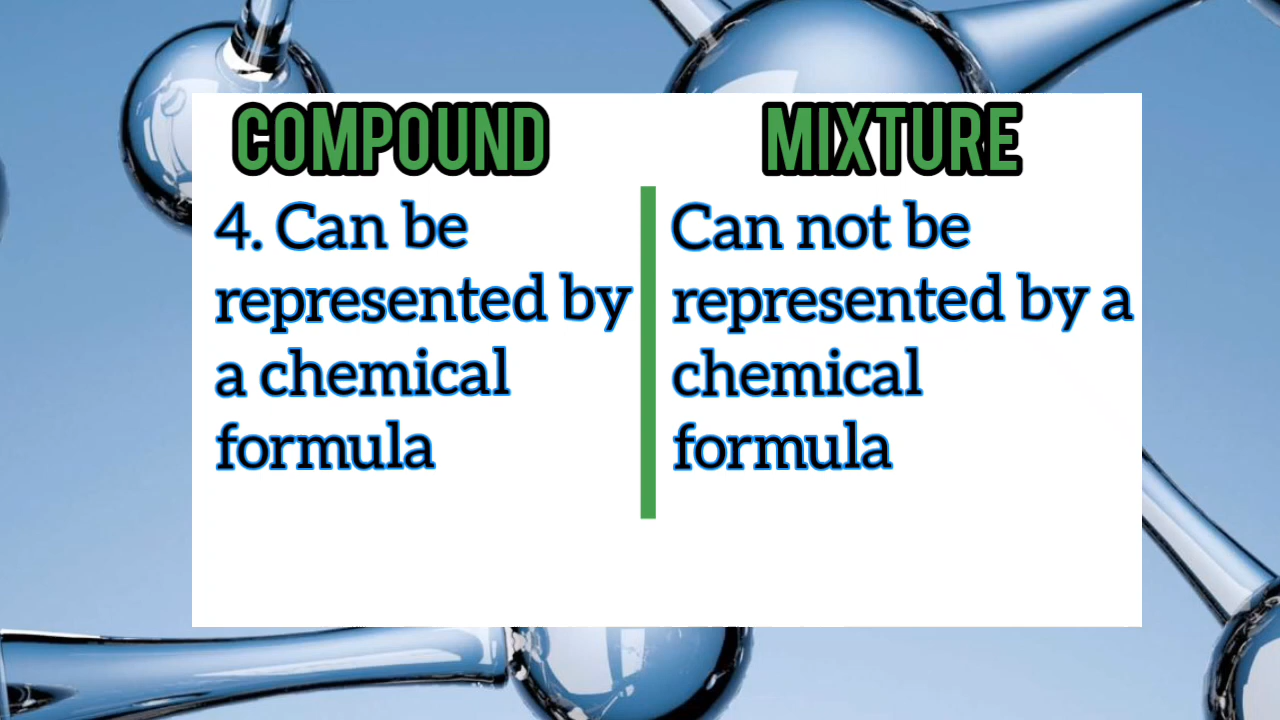 COMPOUND
4. Can be
represented by
a chemical
formula
MIXTURE
Can not be
represented by a
chemical
formula